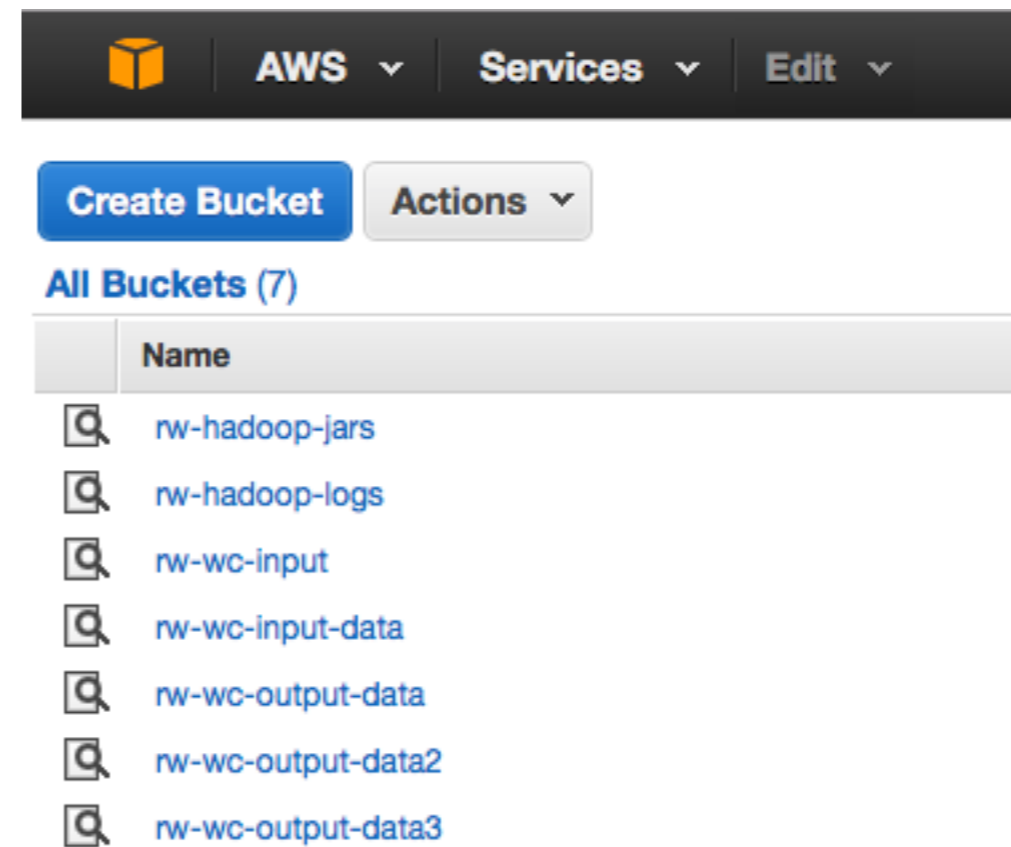 AWS Services Edit
Create Bucket Actions
All Buckets (7)
Name
rw-hadoop-jars
rw-hadoop-logs
rw-wc-input
rw-wc-input-data
rw-wc-output-data
rw-wc-output-data2
rw-wc-output-data3